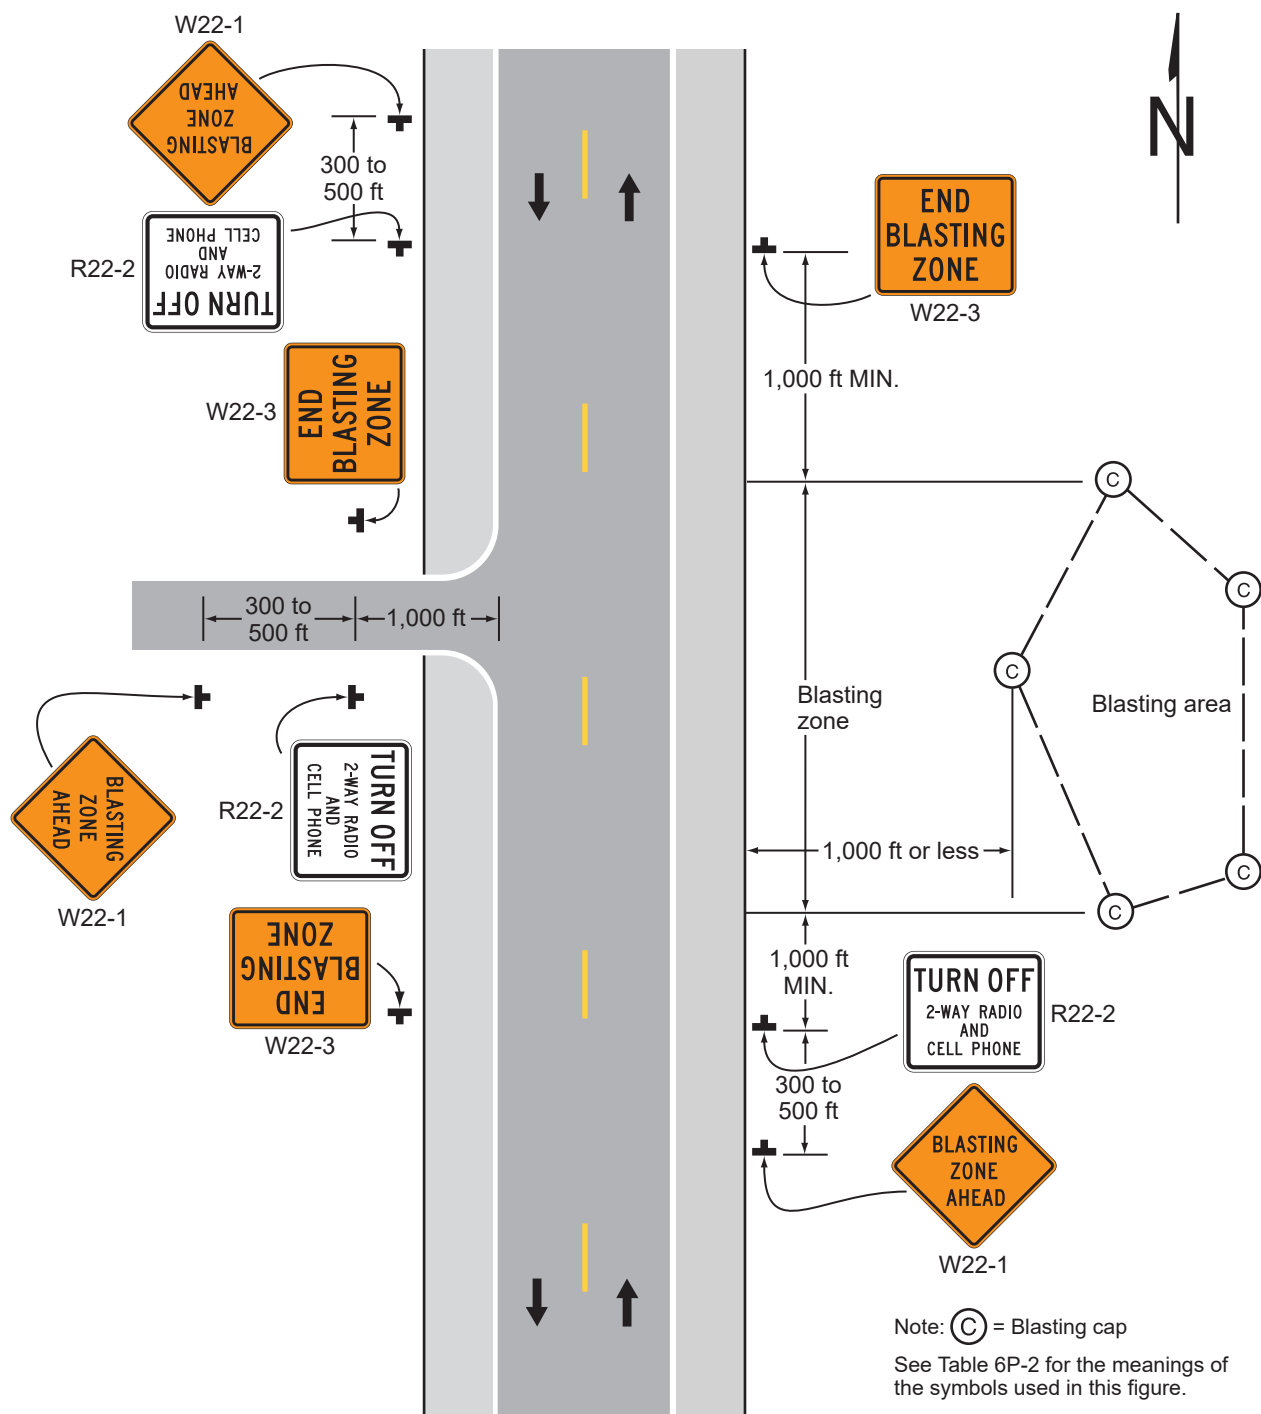 W22-1
BLASTING
ZONE
AHEAD
300 to
500 ft
TURN OFF
2-WAY RADIO
AND
CELL PHONE
R22-2
END
BLASTING
ZONE
W22-3
N
END
BLASTING
ZONE
W22-3
1,000 ft MIN.
C
C
C
C
C
300 to
500 ft
1,000 ft
Blasting
zone
Blasting area
BLASTING
ZONE
AHEAD
W22-1
TURN OFF
2-WAY RADIO
AND
CELL PHONE
R22-2
1,000 ft or less
END
BLASTING
ZONE
W22-3
1,000 ft
MIN.
TURN OFF
2-WAY RADIO
AND
CELL PHONE
R22-2
300 to
500 ft
BLASTING
ZONE
AHEAD
W22-1
Note: C = Blasting cap
See Table 6P-2 for the meanings of
the symbols used in this figure.